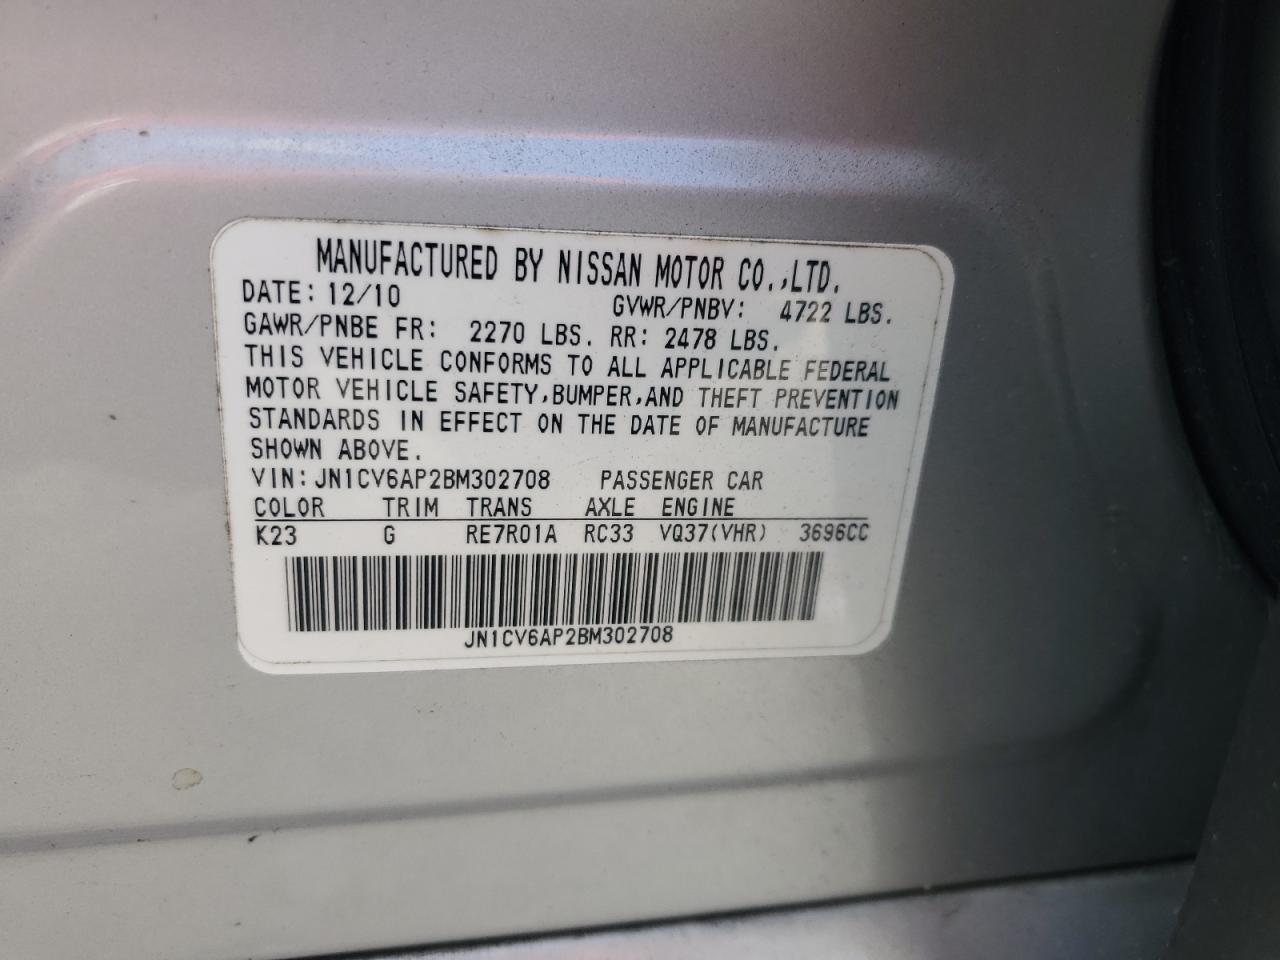 MANUFACTURED BY NISSAN MOTOR CO.,LTD.
DATE: 12/10 GVWR/PNBV: 4722 LBS.
GAWR/PNBE FR: 2270 LBS. RR: 2478 LBS.
THIS VEHICLE CONFORMS TO ALL APPLICABLE FEDERAL
MOTOR VEHICLE SAFETY,BUMPER,AND THEFT PREVENTION
STANDARDS IN EFFECT ON THE DATE OF MANUFACTURE
SHOWN ABOVE.
VIN:JN1CV6AP2BM302708 PASSENGER CAR
COLOR TRIM TRANS AXLE ENGINE
K23 G RE7R01A RC33 VQ37(VHR) 3696CC
JN1CV6AP2BM302708